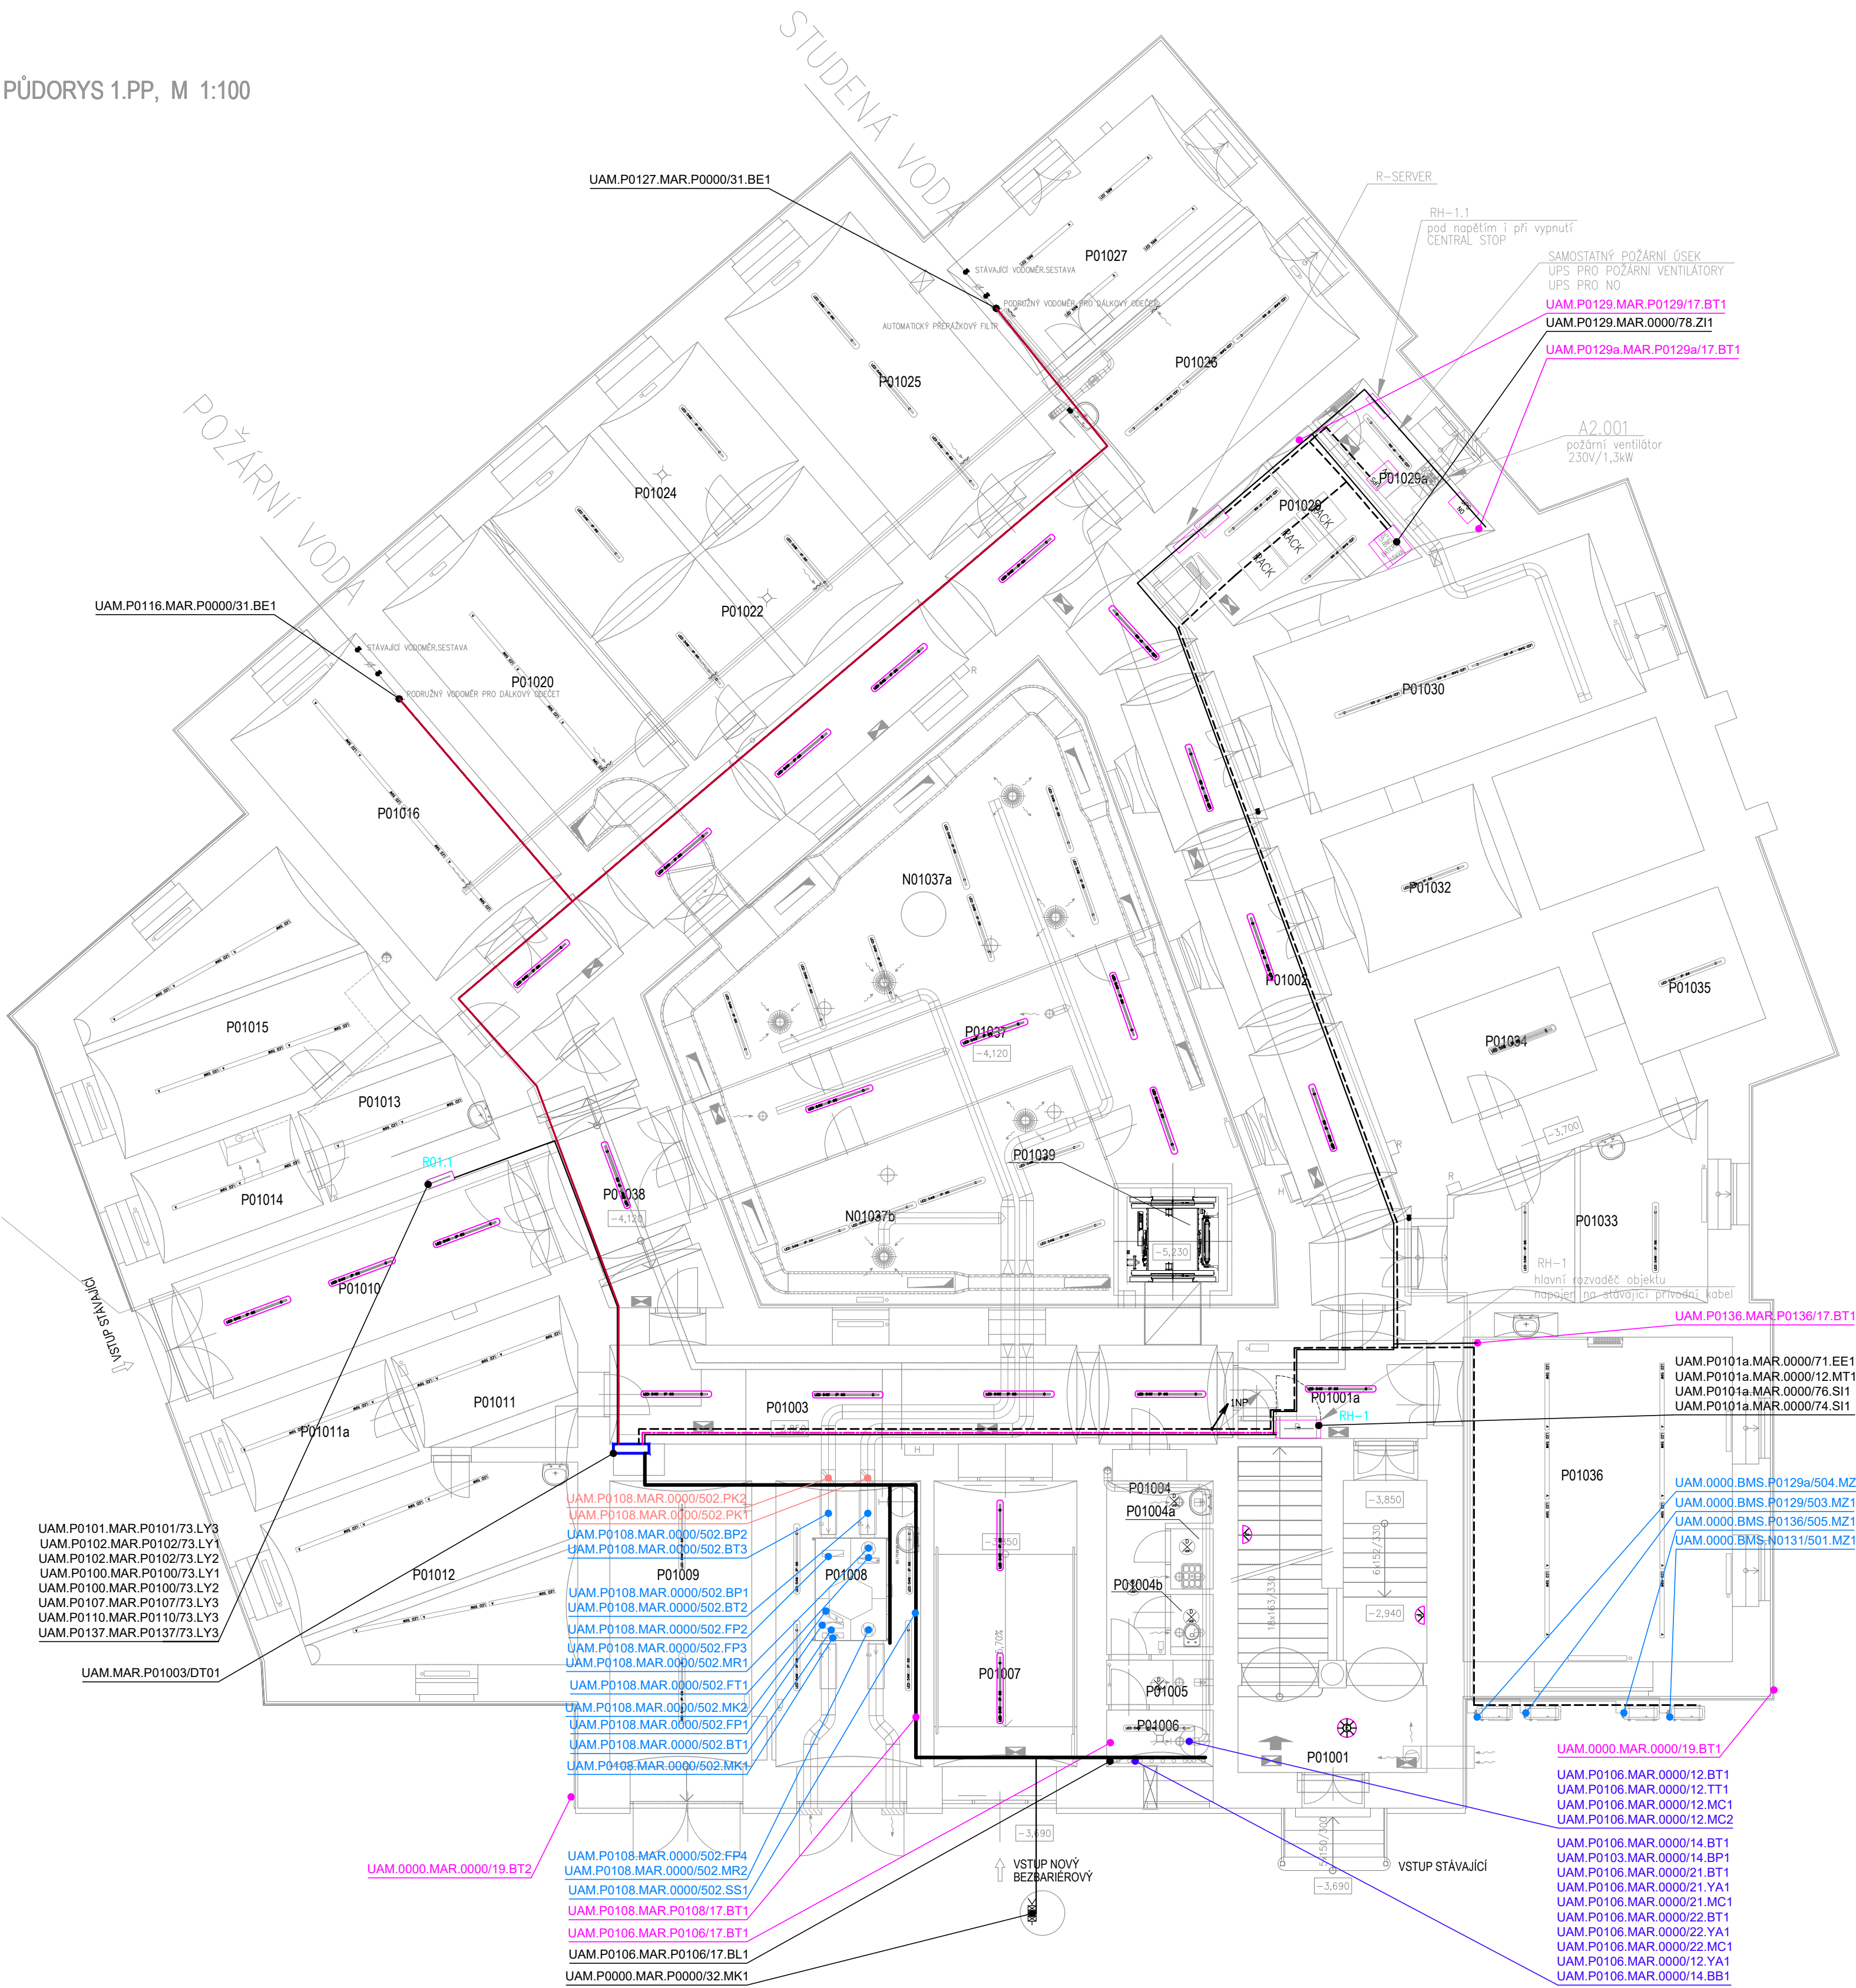 PŮDORYS 1.PP, M 1:100
STUDENÁ VODA
POŽÁRNÍ VODA
UAM.P0127.MAR.P0000/31.BE1
R-SERVER
RH-1.1
pod napětím i při vypnutí
CENTRAL STOP
SAMOSTATNÝ POŽÁRNÍ ÚSEK
UPS PRO POŽÁRNÍ VENTILÁTORY
UPS PRO NO
UAM.P0129.MAR.P0129/17.BT1
UAM.P0129.MAR.0000/78.ZI1
UAM.P0129a.MAR.P0129a/17.BT1
A2.001
požární ventilátor
230V/1,3kW
STÁVAJÍCÍ VODOMĚR.SESTAVA
PODRUŽNÝ VODOMĚR PRO DÁLKOVÝ ODEČET
AUTOMATICKÝ PŘEPÁŽKOVÝ FILTR
P01027
P01026
P01025
P01024
P01022
P01020
P01016
P01029a
RACK
RACK
RACK
NO
UAM.P0116.MAR.P0000/31.BE1
STÁVAJÍCÍ VODOMĚR.SESTAVA
PODRUŽNÝ VODOMĚR PRO DÁLKOVÝ ODEČET
R
P01030
P01032
P01002
P01035
P01034
-3,700
N01037a
P01037
-4,120
P01015
P01013
R01.1
P01014
P01038
-4,120
P01039
N01037b
-5,230
P01010
H
R
R
P01033
RH-1
hlavní rozvaděč objektu
napojen na stávající přívodní kabel
VSTUP STÁVAJÍCÍ
UAM.P0136.MAR.P0136/17.BT1
UAM.P0101a.MAR.0000/71.EE1
UAM.P0101a.MAR.0000/12.MT1
UAM.P0101a.MAR.0000/76.SI1
UAM.P0101a.MAR.0000/74.SI1
P01011
P01011a
P01003
1NP
P01001a
RH-1
H
P01036
P01004
P01004a
P01004b
-3,850
-2,940
18x163/330
6x152/330
UAM.0000.BMS.P0129a/504.MZ
UAM.0000.BMS.P0129/503.MZ1
UAM.0000.BMS.P0136/505.MZ1
UAM.0000.BMS.N0131/501.MZ1
UAM.P0108.MAR.0000/502.PK2
UAM.P0108.MAR.0000/502.PK1
UAM.P0108.MAR.0000/502.BP2
UAM.P0108.MAR.0000/502.BT3
P01012
P01009
P01008
UAM.P0108.MAR.0000/502.BP1
UAM.P0108.MAR.0000/502.BT2
UAM.P0108.MAR.0000/502.FP2
UAM.P0108.MAR.0000/502.FP3
UAM.P0108.MAR.0000/502.MR1
UAM.P0108.MAR.0000/502.FT1
UAM.P0108.MAR.0000/502.MK2
UAM.P0108.MAR.0000/502.FP1
UAM.P0108.MAR.0000/502.BT1
UAM.P0108.MAR.0000/502.MK1
UAM.P0101.MAR.P0101/73.LY3
UAM.P0102.MAR.P0102/73.LY1
UAM.P0102.MAR.P0102/73.LY2
UAM.P0100.MAR.P0100/73.LY1
UAM.P0100.MAR.P0100/73.LY2
UAM.P0107.MAR.P0107/73.LY3
UAM.P0110.MAR.P0110/73.LY3
UAM.P0137.MAR.P0137/73.LY3
UAM.MAR.P01003/DT01
P01007
P01005
P01006
P01001
UAM.0000.MAR.0000/19.BT1
UAM.P0106.MAR.0000/12.BT1
UAM.P0106.MAR.0000/12.TT1
UAM.P0106.MAR.0000/12.MC1
UAM.P0106.MAR.0000/12.MC2
UAM.P0106.MAR.0000/14.BT1
UAM.P0103.MAR.0000/14.BP1
UAM.P0106.MAR.0000/21.BT1
UAM.P0106.MAR.0000/21.YA1
UAM.P0106.MAR.0000/21.MC1
UAM.P0106.MAR.0000/22.BT1
UAM.P0106.MAR.0000/22.YA1
UAM.P0106.MAR.0000/22.MC1
UAM.P0106.MAR.0000/12.YA1
UAM.P0106.MAR.0000/14.BB1
UAM.0000.MAR.0000/19.BT2
UAM.P0108.MAR.0000/502.FP4
UAM.P0108.MAR.0000/502.MR2
UAM.P0108.MAR.0000/502.SS1
UAM.P0108.MAR.P0108/17.BT1
UAM.P0106.MAR.P0106/17.BT1
UAM.P0106.MAR.P0106/17.BL1
UAM.P0000.MAR.P0000/32.MK1
-3,690
VSTUP NOVÝ
BEZBARIÉROVÝ
5x150/300
-3,690
VSTUP STÁVAJÍCÍ